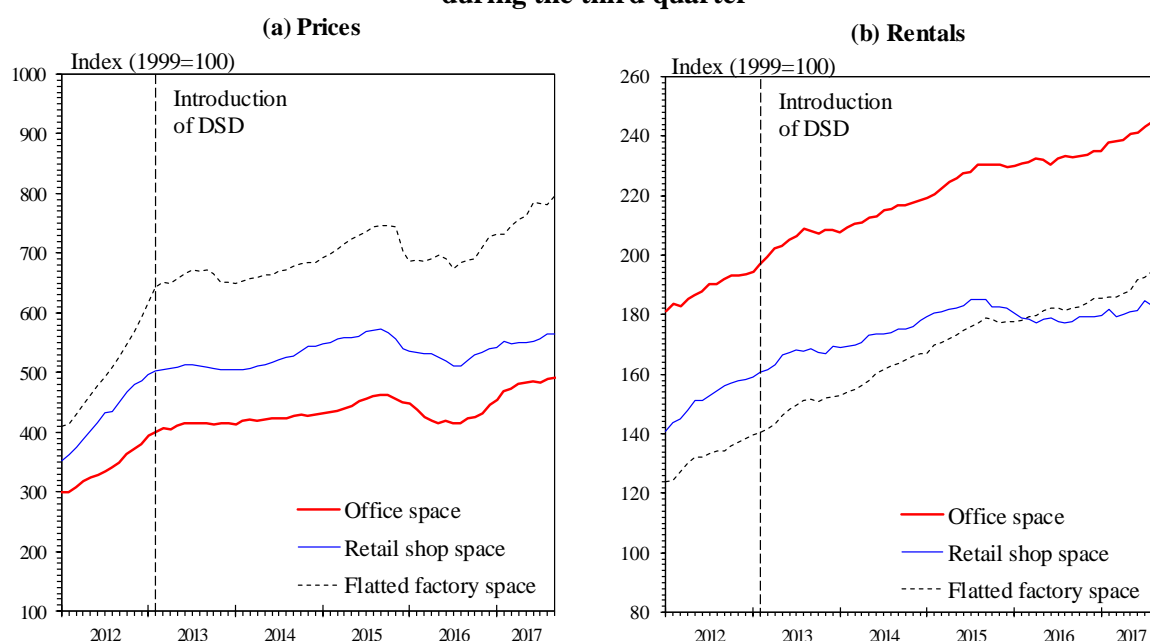 during the third quarter
(a) Prices
Index (1999=100)
1000
900
800
700
600
500
400
300
200
100
Introduction
of DSD
Office space
Retail shop space
Flatted factory space
2012 2013 2014 2015 2016 2017
(b) Rentals
Index (1999=100)
260
240
220
200
180
160
140
120
100
80
Introduction
of DSD
Office space
Retail shop space
Flatted factory space
2012 2013 2014 2015 2016 2017